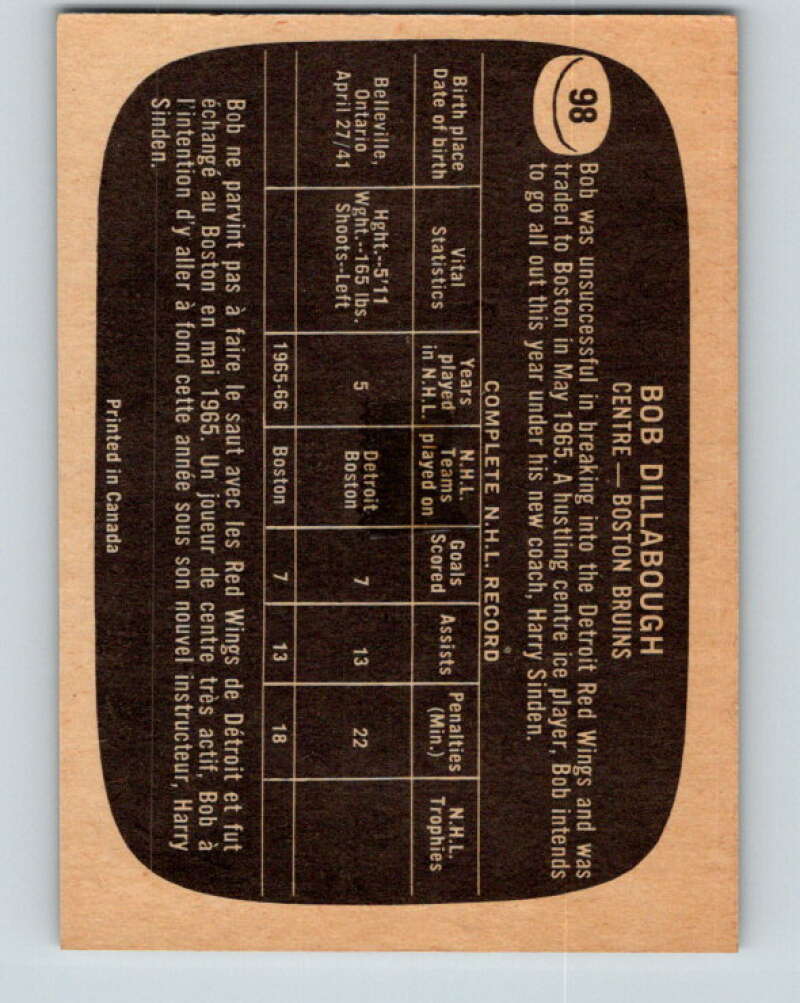 98
BOB DILLABOUGH
CENTRE — BOSTON BRUINS
Bob was unsuccessful in breaking into the Detroit Red Wings and was
traded to Boston in May 1965. A hustling centre ice player, Bob intends
to go all out this year under his new coach, Harry Sinden.
COMPLETE N.H.L. RECORD
Birth place
Date of birth
Vital
Statistics
Years
played
in N.H.L.
N.H.L.
Teams
played on
Goals
Scored
Assists
Penalties
(Min.)
N.H.L.
Trophies
Belleville,
Ontario
April 27/41
Hght.--5'11
Wght.--165 lbs.
Shoots--Left
5
Detroit
Boston
7
13
22
1965-66
Boston
7
13
18
Bob ne parvint pas à faire le saut avec les Red Wings de Détroit et fut
échangé au Boston en mai 1965. Un joueur de centre très actif, Bob à
l'intention d'y aller à fond cette année sous son nouvel instructeur, Harry
Sinden.
Printed in Canada